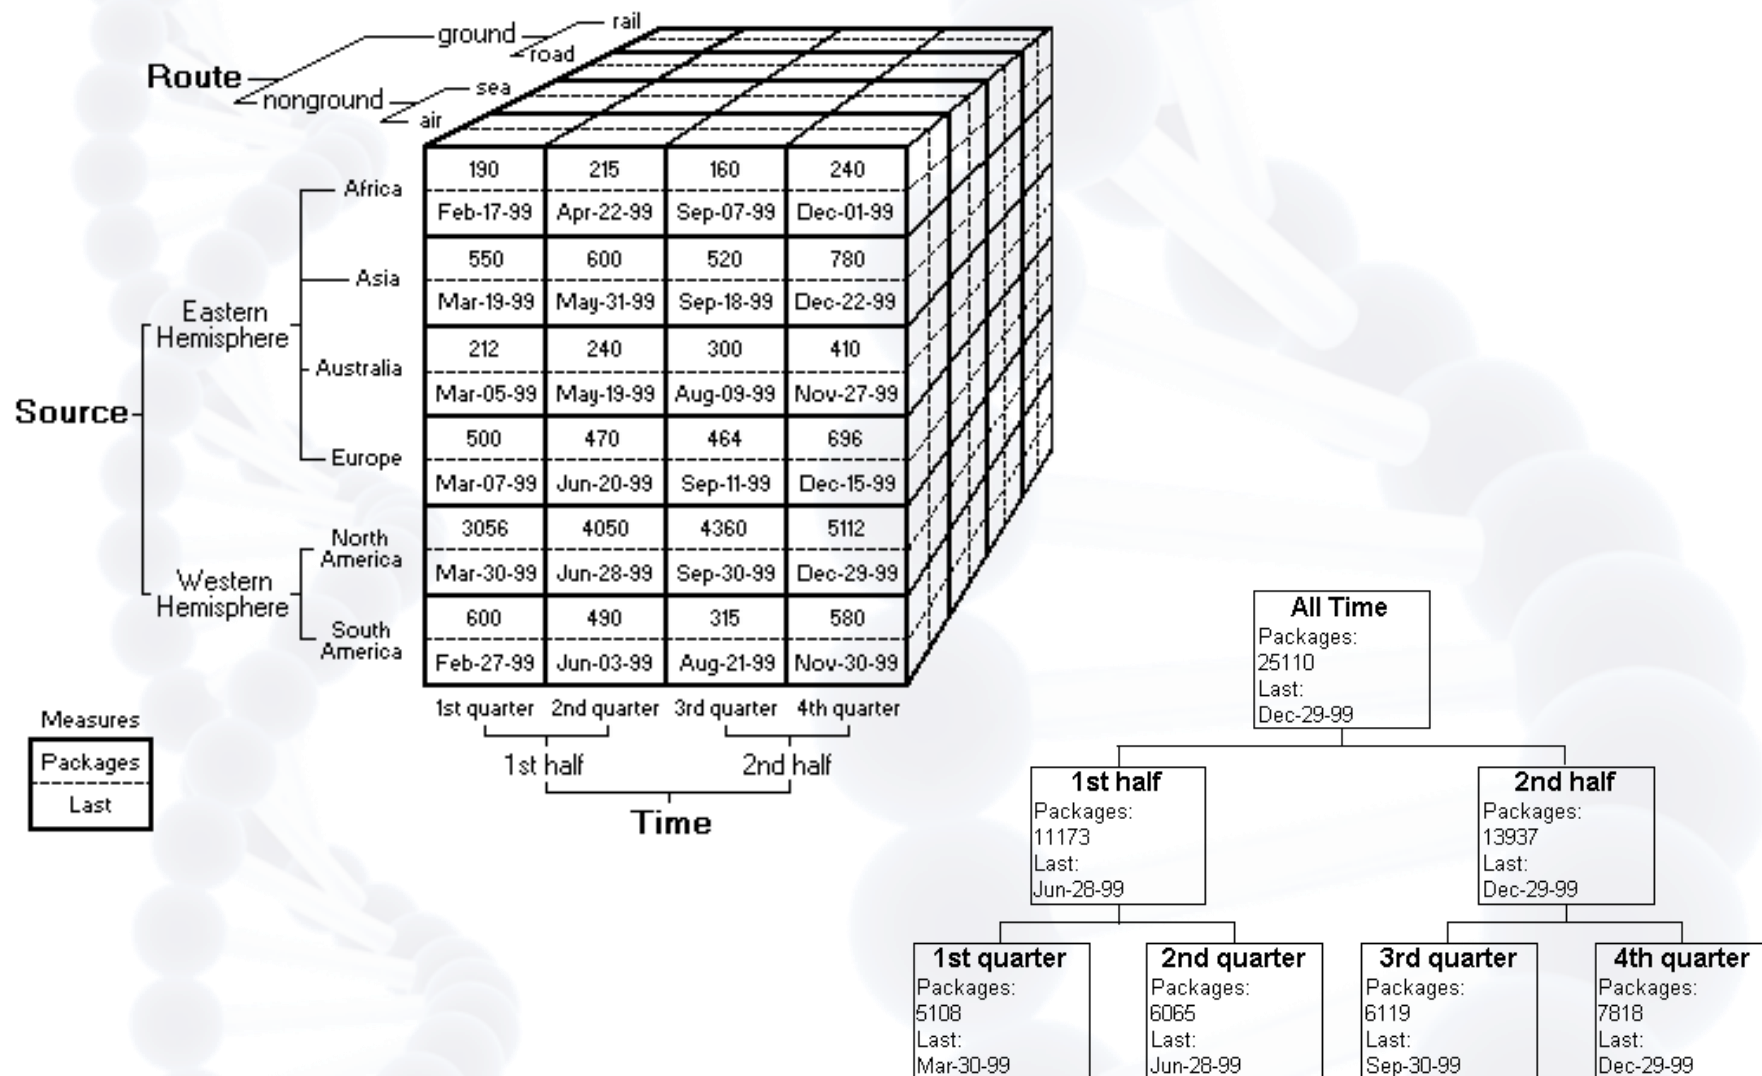 rail
ground
road
Route
sea
nonground
air
Africa
190 215 160 240
Feb-17-99 Apr-22-99 Sep-07-99 Dec-01-99
Asia
550 600 520 780
Mar-19-99 May-31-99 Sep-18-99 Dec-22-99
Eastern
Hemisphere
Australia
212 240 300 410
Mar-05-99 May-19-99 Aug-09-99 Nov-27-99
Source
Europe
500 470 464 696
Mar-07-99 Jun-20-99 Sep-11-99 Dec-15-99
North
America
3056 4050 4360 5112
Mar-30-99 Jun-28-99 Sep-30-99 Dec-29-99
Western
Hemisphere
South
America
600 490 315 580
Feb-27-99 Jun-03-99 Aug-21-99 Nov-30-99
1st quarter 2nd quarter 3rd quarter 4th quarter
1st half 2nd half
Time
Measures
Packages
Last
All Time
Packages:
25110
Last:
Dec-29-99
1st half
Packages:
11173
Last:
Jun-28-99
2nd half
Packages:
13937
Last:
Dec-29-99
1st quarter
Packages:
5108
Last:
Mar-30-99
2nd quarter
Packages:
6065
Last:
Jun-28-99
3rd quarter
Packages:
6119
Last:
Sep-30-99
4th quarter
Packages:
7818
Last:
Dec-29-99